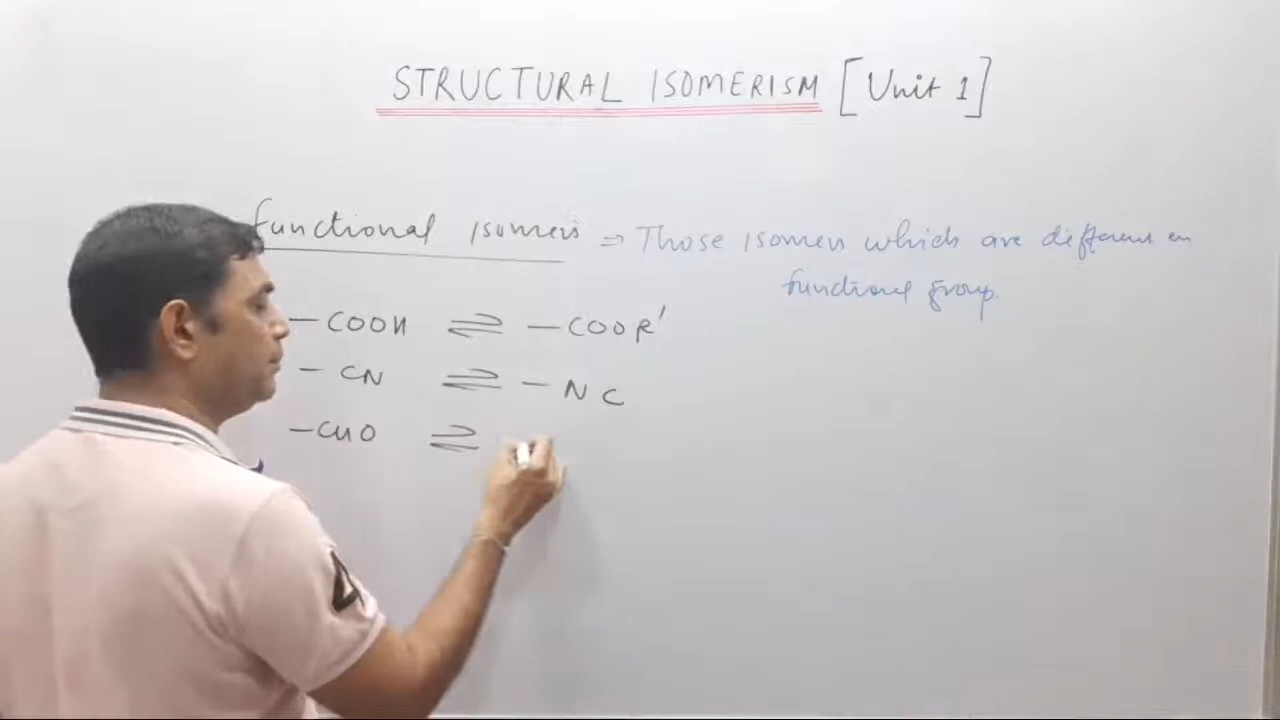 STRUCTURAL ISOMERISM [Unit 1]
functional Isomers => Those isomers which are different in
functional group.
—COOH ⇌ —COOR'
—CN ⇌ —NC
—CHO ⇌